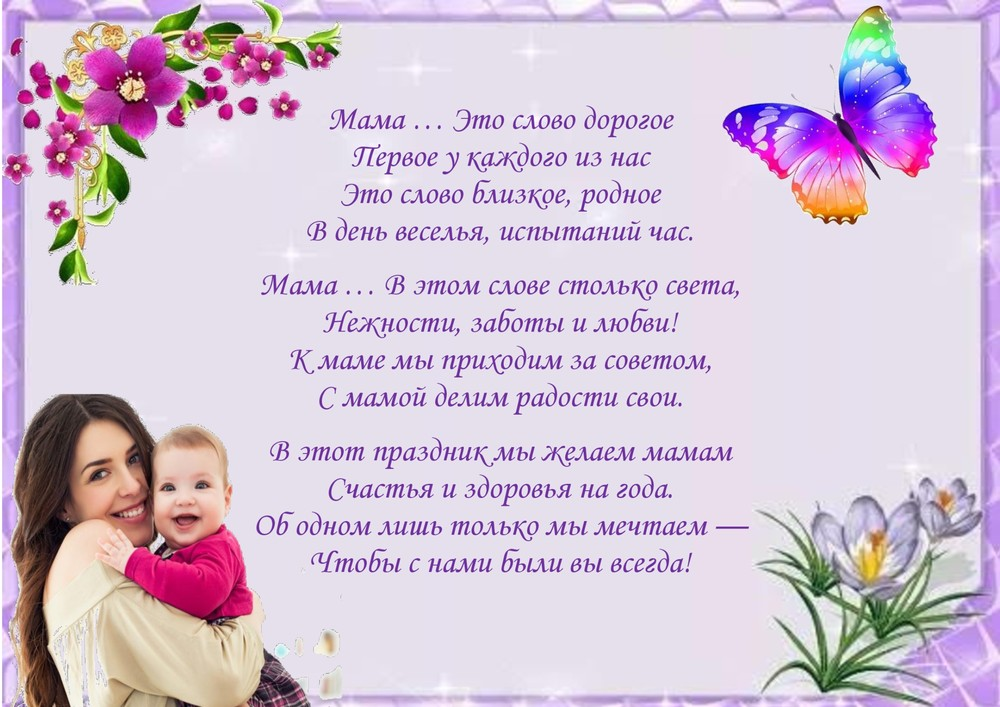 Мама … Это слово дорогое
Первое у каждого из нас
Это слово близкое, родное
В день веселья, испытаний час.
Мама … В этом слове столько света,
Нежности, заботы и любви!
К маме мы приходим за советом,
С мамой делим радости свои.
В этот праздник мы желаем мамам
Счастья и здоровья на года.
Об одном лишь только мы мечтаем —
Чтобы с нами были вы всегда!